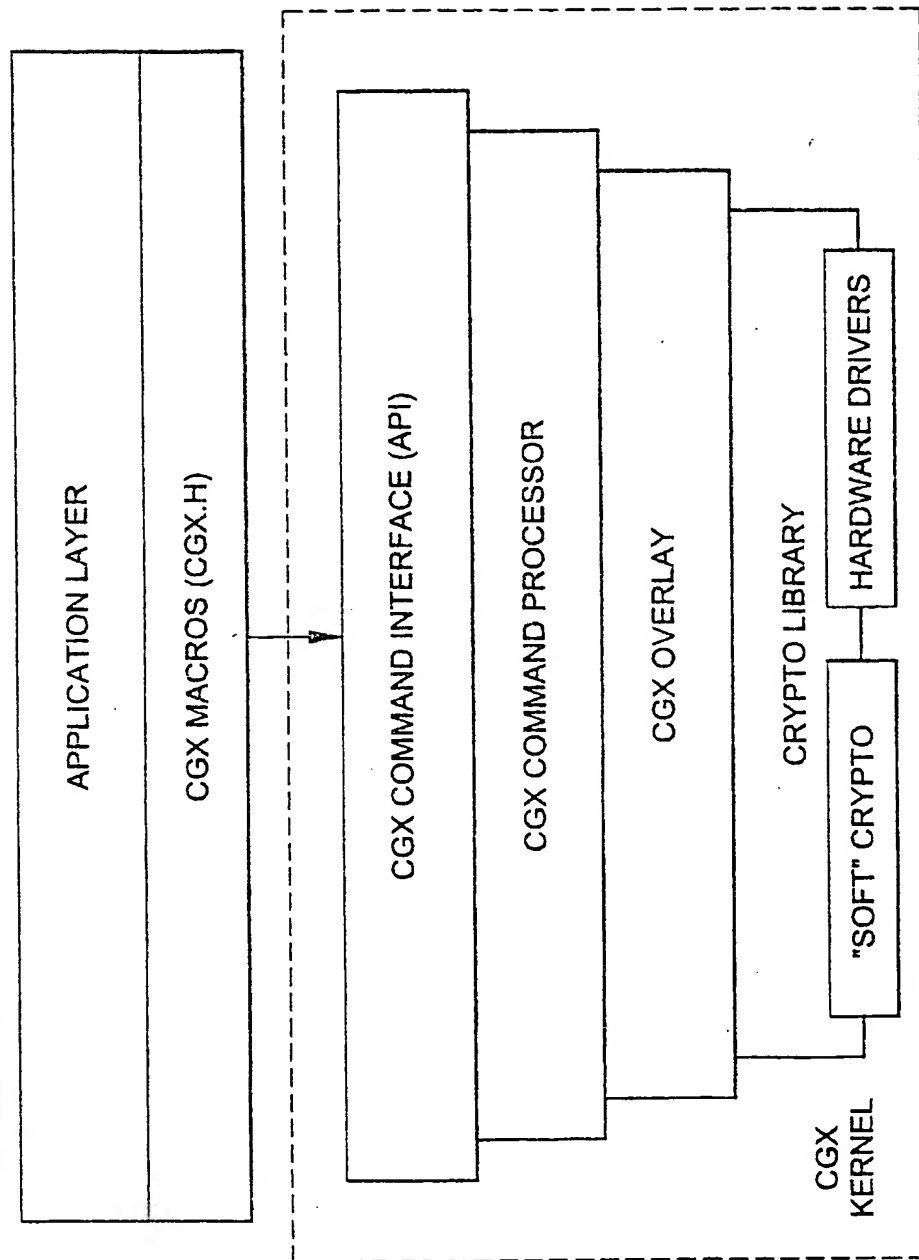 APPLICATION LAYER
CGX MACROS (CGX.H)
CGX COMMAND INTERFACE (API)
CGX COMMAND PROCESSOR
CGX OVERLAY
CRYPTO LIBRARY
"SOFT" CRYPTO
HARDWARE DRIVERS
CGX
KERNEL